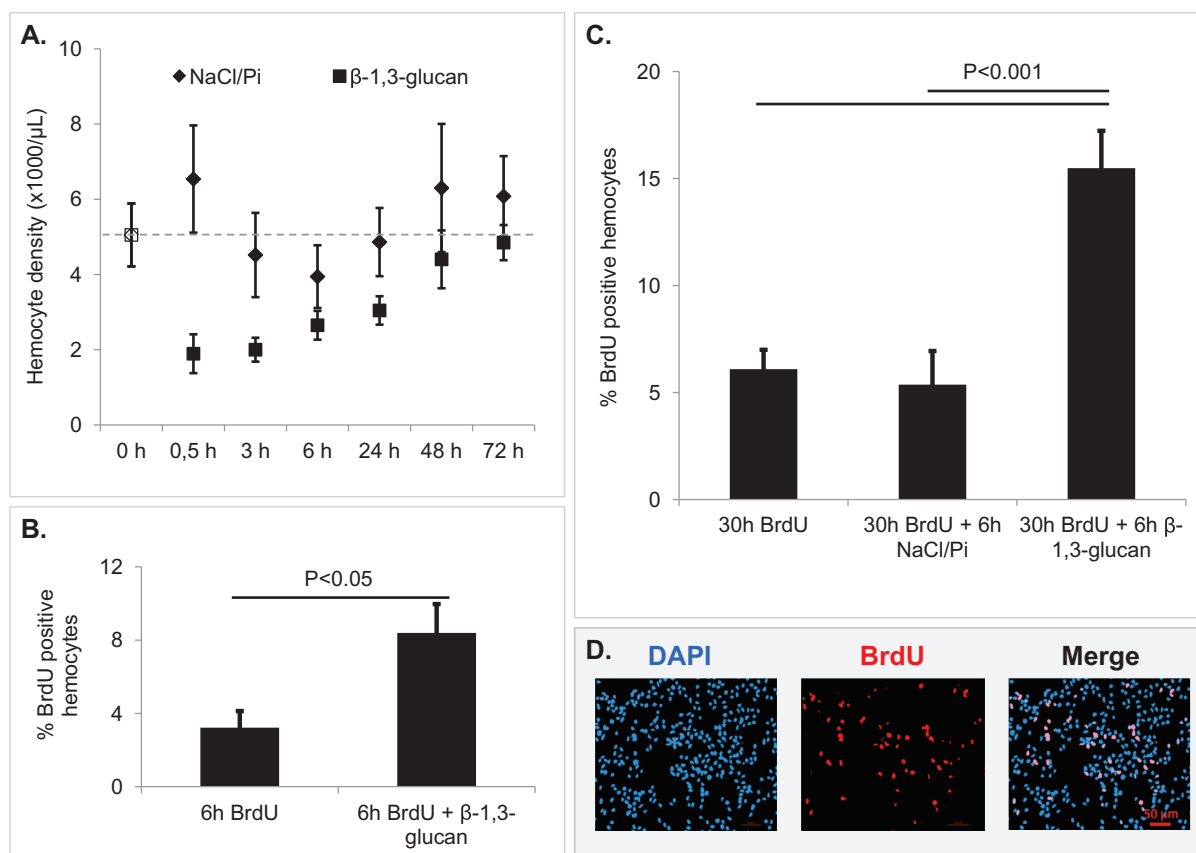 A.
10
8
6
4
2
0
Hemocyte density (x1000/µL)
NaCl/Pi
β-1,3-glucan
0 h
0,5 h
3 h
6 h
24 h
48 h
72 h
B.
12
8
4
0
% BrdU positive
hemocytes
P<0.05
6h BrdU
6h BrdU + β-1,3-
glucan
C.
20
15
10
5
0
% BrdU positive hemocytes
P<0.001
30h BrdU
30h BrdU + 6h
NaCl/Pi
30h BrdU + 6h β-
1,3-glucan
D.
DAPI
BrdU
Merge
50 µm